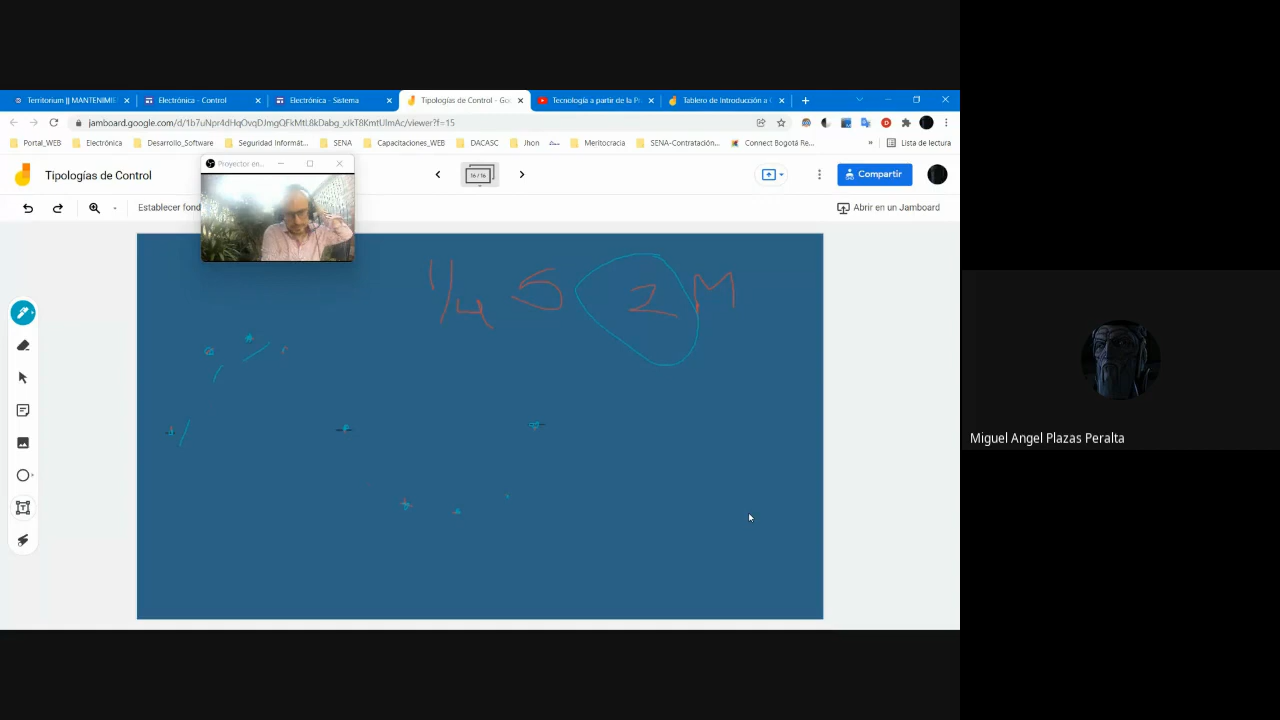 Territorium || MANTENIMIE
Electrónica - Control
Electrónica - Sistema
Tipologías de Control - Goo
Tecnología a partir de la P
Tablero de Introducción a
jamboard.google.com/d/1b7uNpr4dHqOvqDJmgQFkMtL8kDabg_xJkT8KmtUlmAc/viewer?f=15
Portal_WEB
Electrónica
Desarrollo_Software
Seguridad Informát...
SENA
Capacitaciones_WEB
DACASC
Jhon
Meritocracia
SENA-Contratación...
Connect Bogotá Re...
»
Lista de lectura
Proyector en...
Tipologías de Control
16 / 16
Compartir
Establecer fond
Abrir en un Jamboard
1/4 S 2 M
Miguel Angel Plazas Peralta